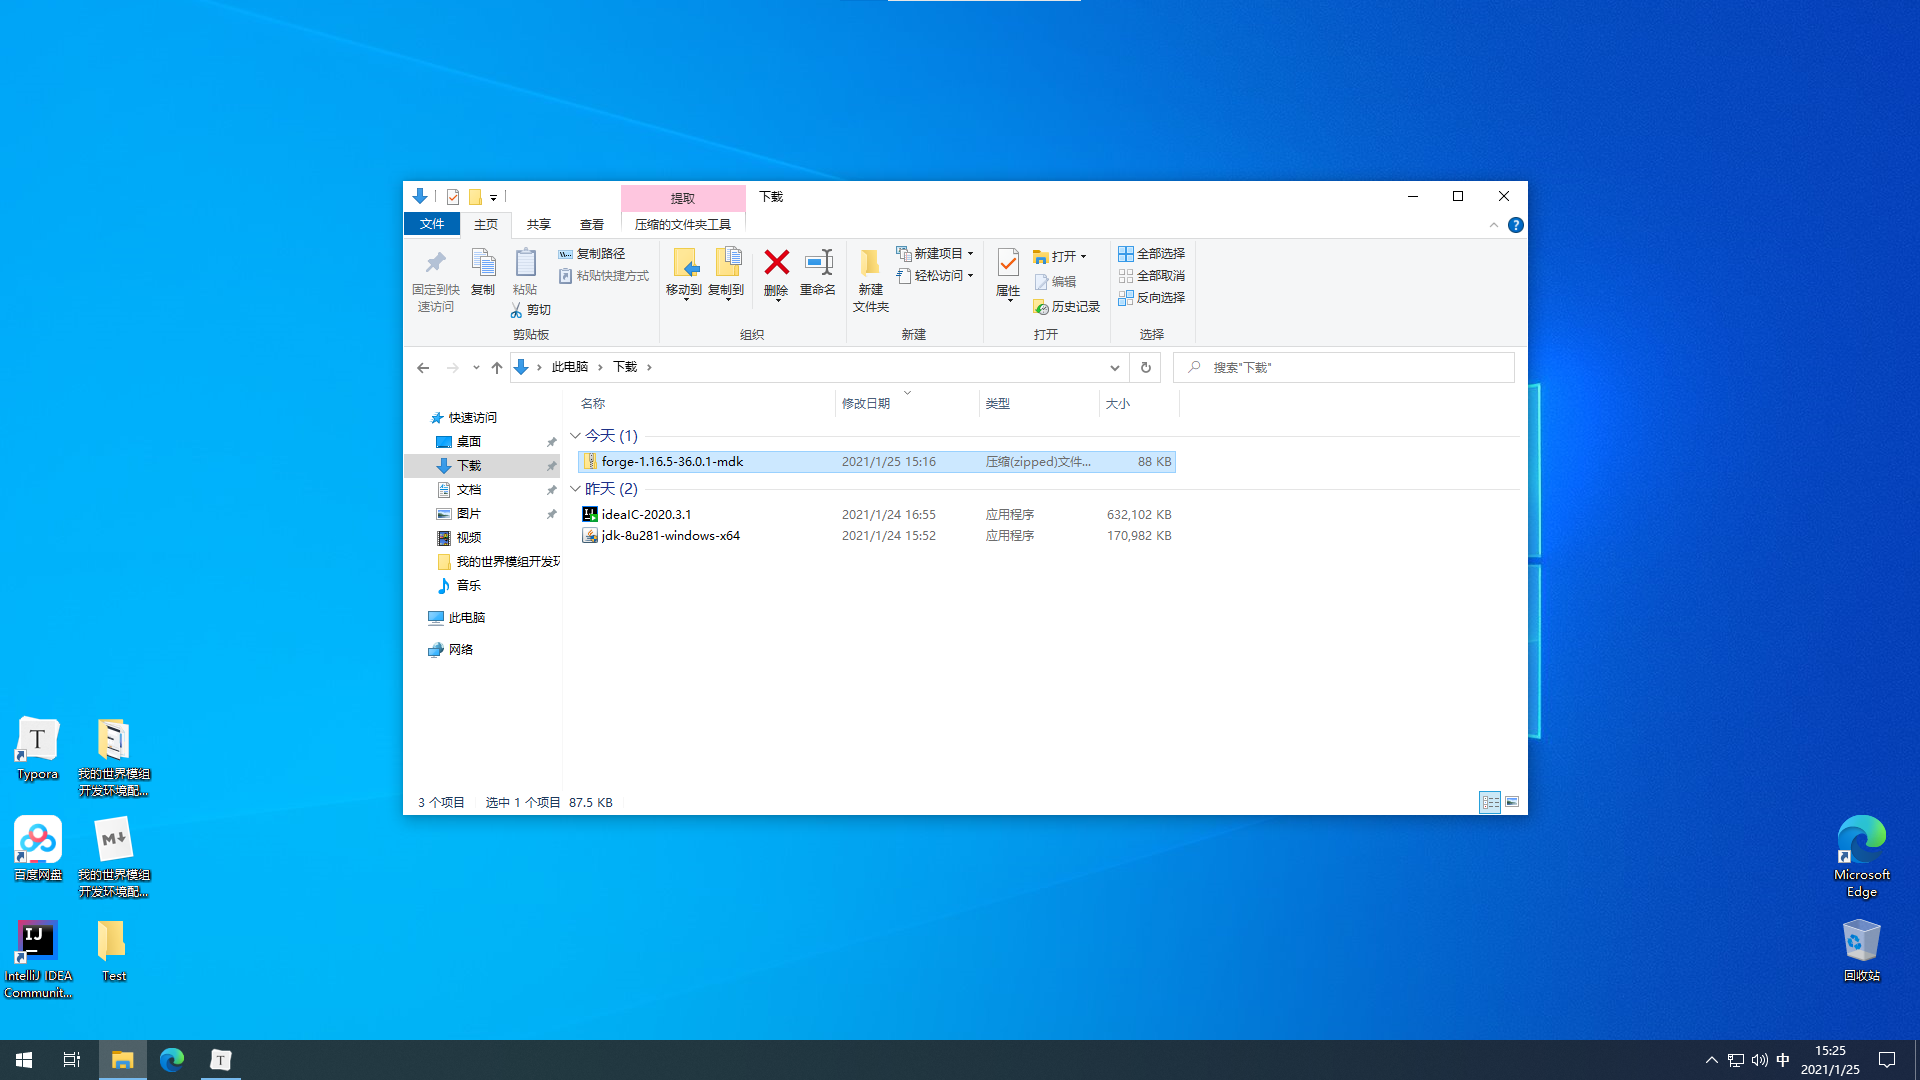 提取
下载
文件
主页
共享
查看
压缩的文件夹工具
固定到快
速访问
复制
粘贴
复制路径
粘贴快捷方式
剪切
剪贴板
移动到
复制到
删除
重命名
组织
新建
文件夹
新建项目
轻松访问
新建
属性
打开
编辑
历史记录
打开
全部选择
全部取消
反向选择
选择
此电脑 › 下载 ›
搜索"下载"
名称 修改日期 类型 大小
快速访问
桌面
下载
文档
图片
视频
我的世界模组开发环
音乐
此电脑
网络
今天 (1)
forge-1.16.5-36.0.1-mdk 2021/1/25 15:16 压缩(zipped)文件... 88 KB
昨天 (2)
ideaIC-2020.3.1 2021/1/24 16:55 应用程序 632,102 KB
jdk-8u281-windows-x64 2021/1/24 15:52 应用程序 170,982 KB
3 个项目 选中 1 个项目 87.5 KB
T
Typora
我的世界模组
开发环境配...
百度网盘
M
我的世界模组
开发环境配...
IJ
IntelliJ IDEA
Communit...
Test
Microsoft
Edge
回收站
T
中
15:25
2021/1/25